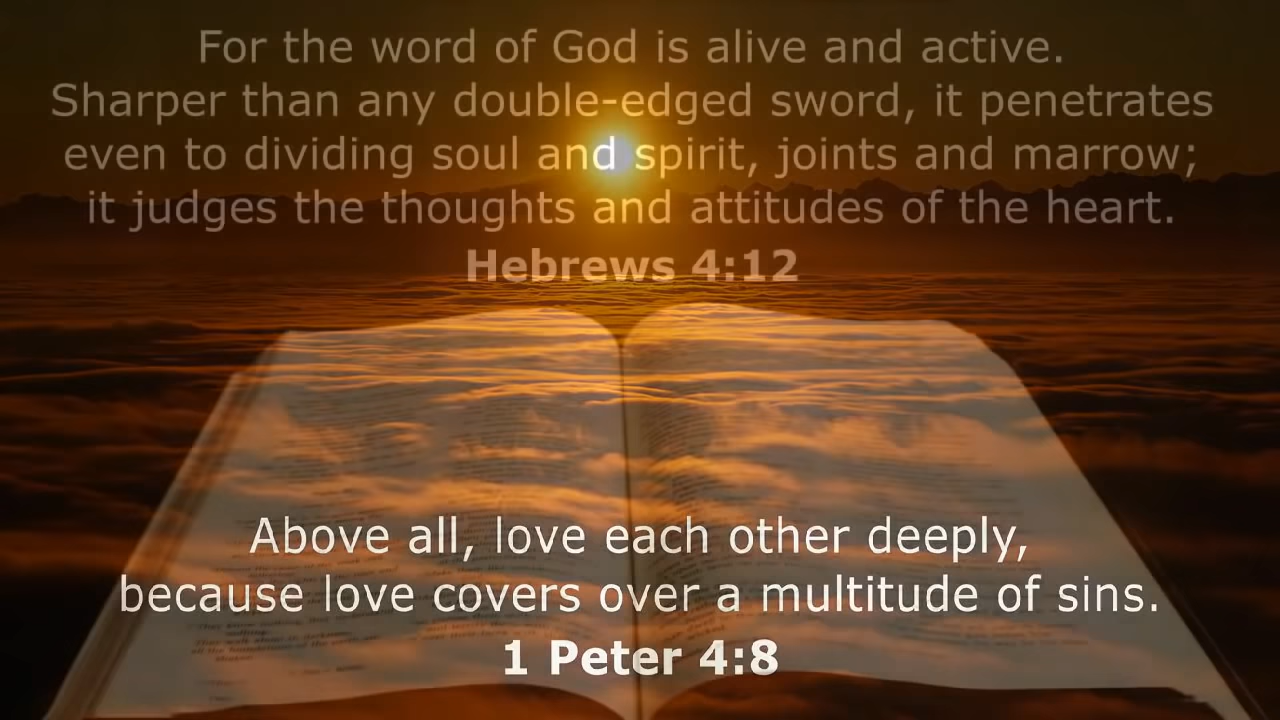 For the word of God is alive and active.
Sharper than any double-edged sword, it penetrates
even to dividing soul and spirit, joints and marrow;
it judges the thoughts and attitudes of the heart.
Hebrews 4:12
Above all, love each other deeply,
because love covers over a multitude of sins.
1 Peter 4:8